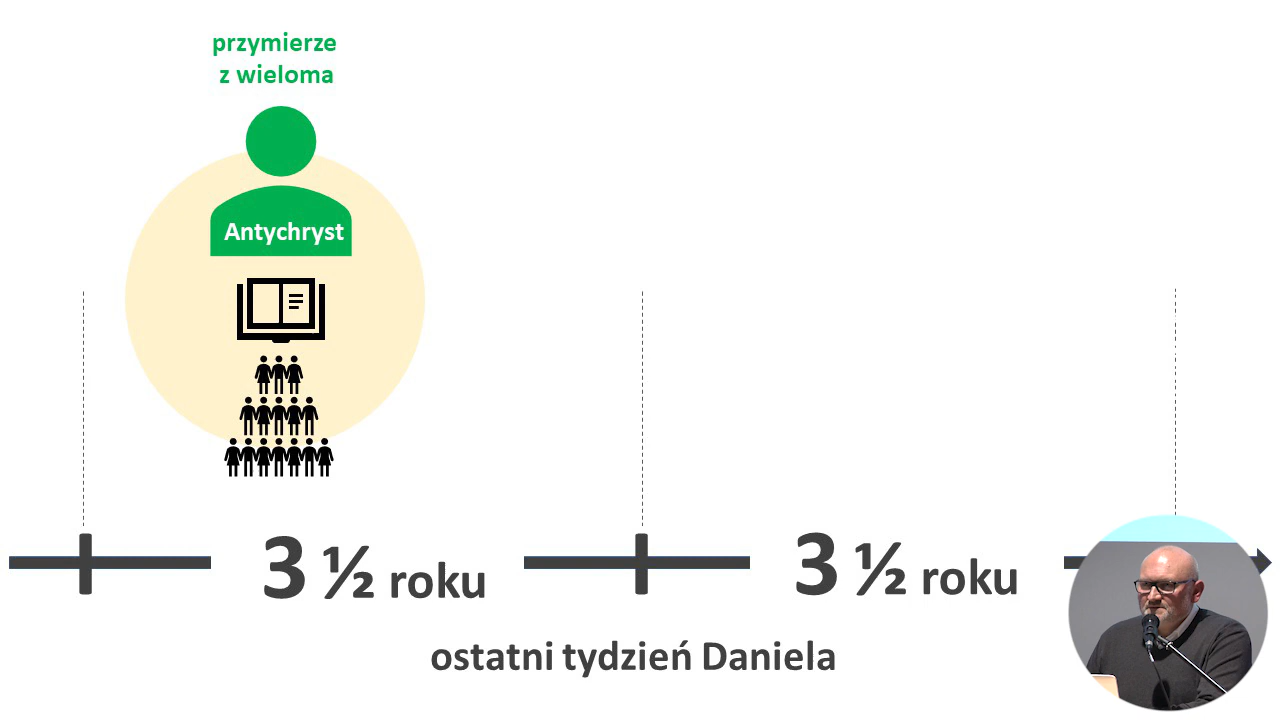 przymierze
z wieloma
Antychryst
3 ½ roku
3 ½ roku
ostatni tydzień Daniela